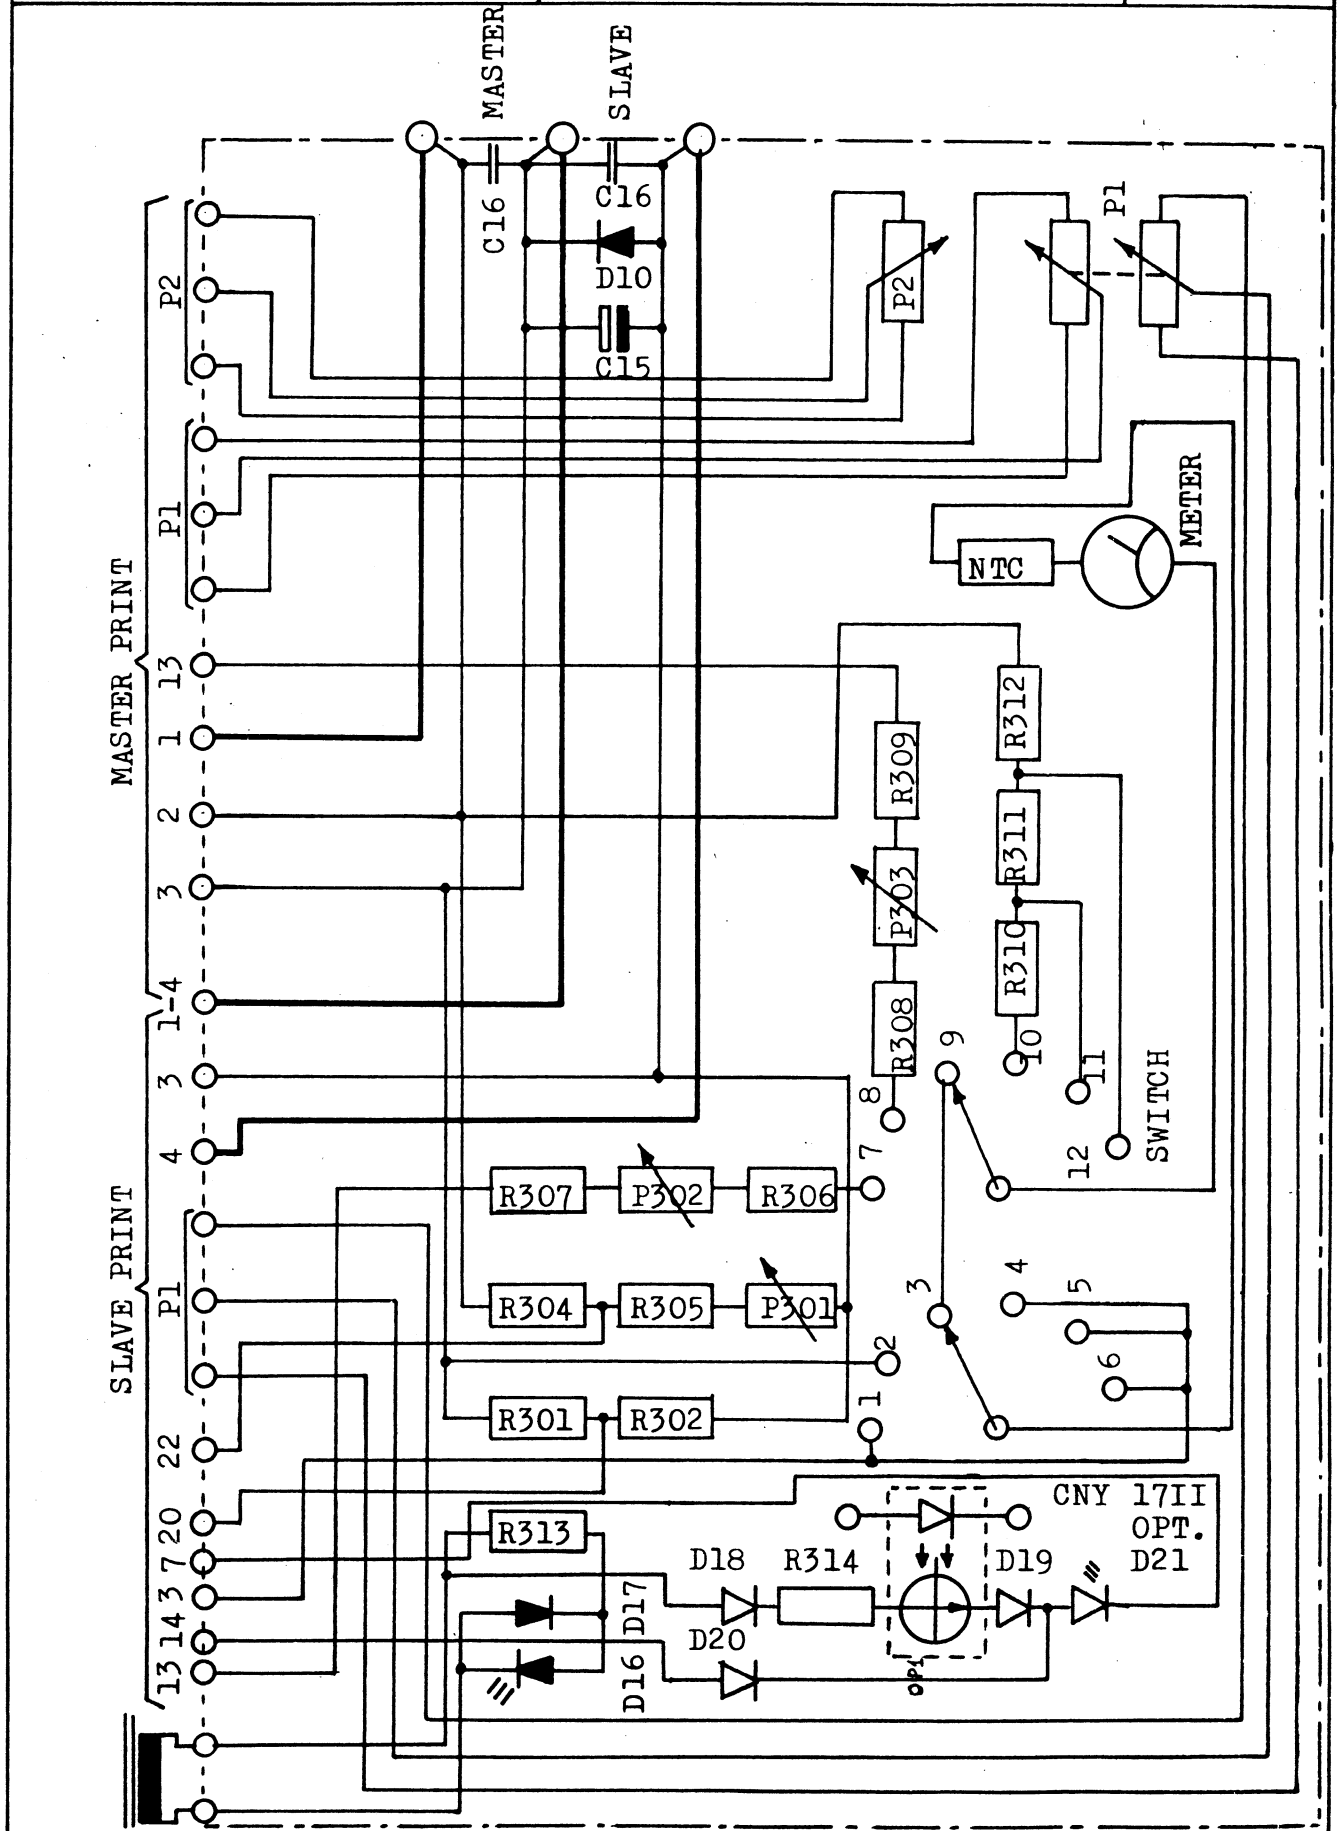 MASTER
SLAVE
C16
C16
D10
C15
P2
P1
P2
P1
METER
NTC
MASTER PRINT
13
1
2
3
1-4
R312
R309
R311
P303
R310
R308
9
10
11
8
7
12
SWITCH
SLAVE PRINT
3
4
P1
22
20
7
3
14
13
R307
P302
R306
R304
R305
P301
3
4
5
6
2
1
R301
R302
R313
CNY 17II
OPT.
D21
D18
R314
D19
D20
D17
D16
OP1